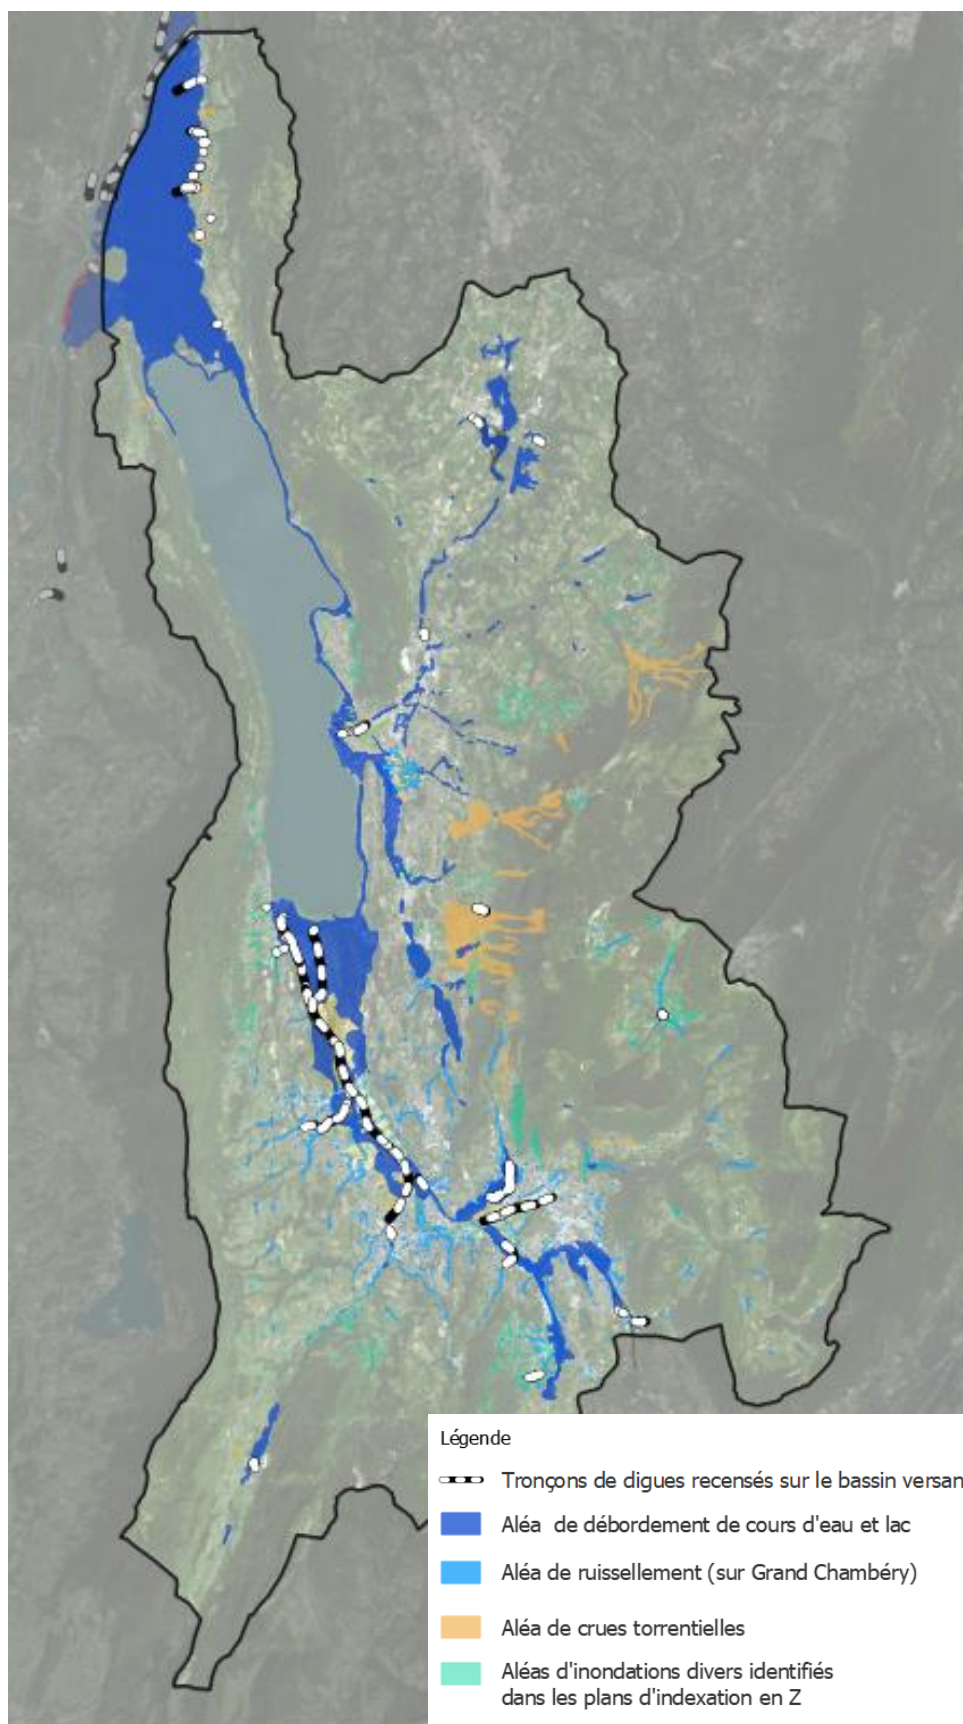 Légende
Tronçons de digues recensés sur le bassin versan
Aléa de débordement de cours d'eau et lac
Aléa de ruissellement (sur Grand Chambéry)
Aléa de crues torrentielles
Aléas d'inondations divers identifiés
dans les plans d'indexation en Z